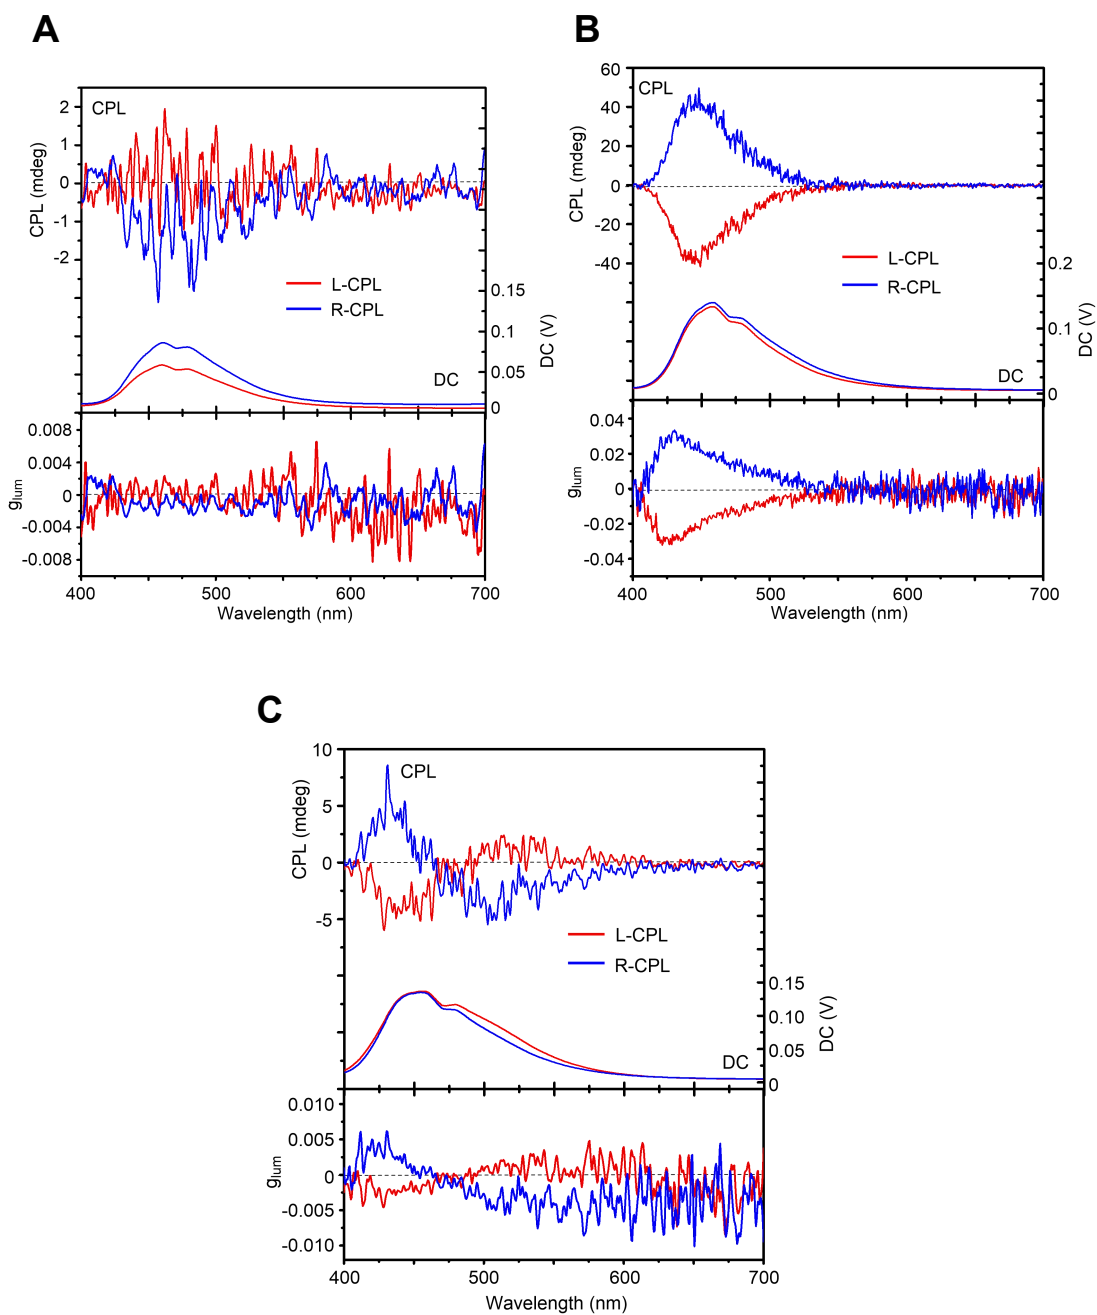 A
CPL
2
1
0
-1
-2
CPL (mdeg)
L-CPL
R-CPL
0.15
0.1
0.05
0
DC (V)
DC
0.008
0.004
0
-0.004
-0.008
glum
400
500
600
700
Wavelength (nm)
B
CPL
60
40
20
0
-20
-40
CPL (mdeg)
L-CPL
R-CPL
0.2
0.1
0
DC (V)
DC
0.04
0.02
0
-0.02
-0.04
glum
400
500
600
700
Wavelength (nm)
C
CPL
10
5
0
-5
CPL (mdeg)
L-CPL
R-CPL
0.15
0.10
0.05
0
DC (V)
DC
0.010
0.005
0
-0.005
-0.010
glum
400
500
600
700
Wavelength (nm)